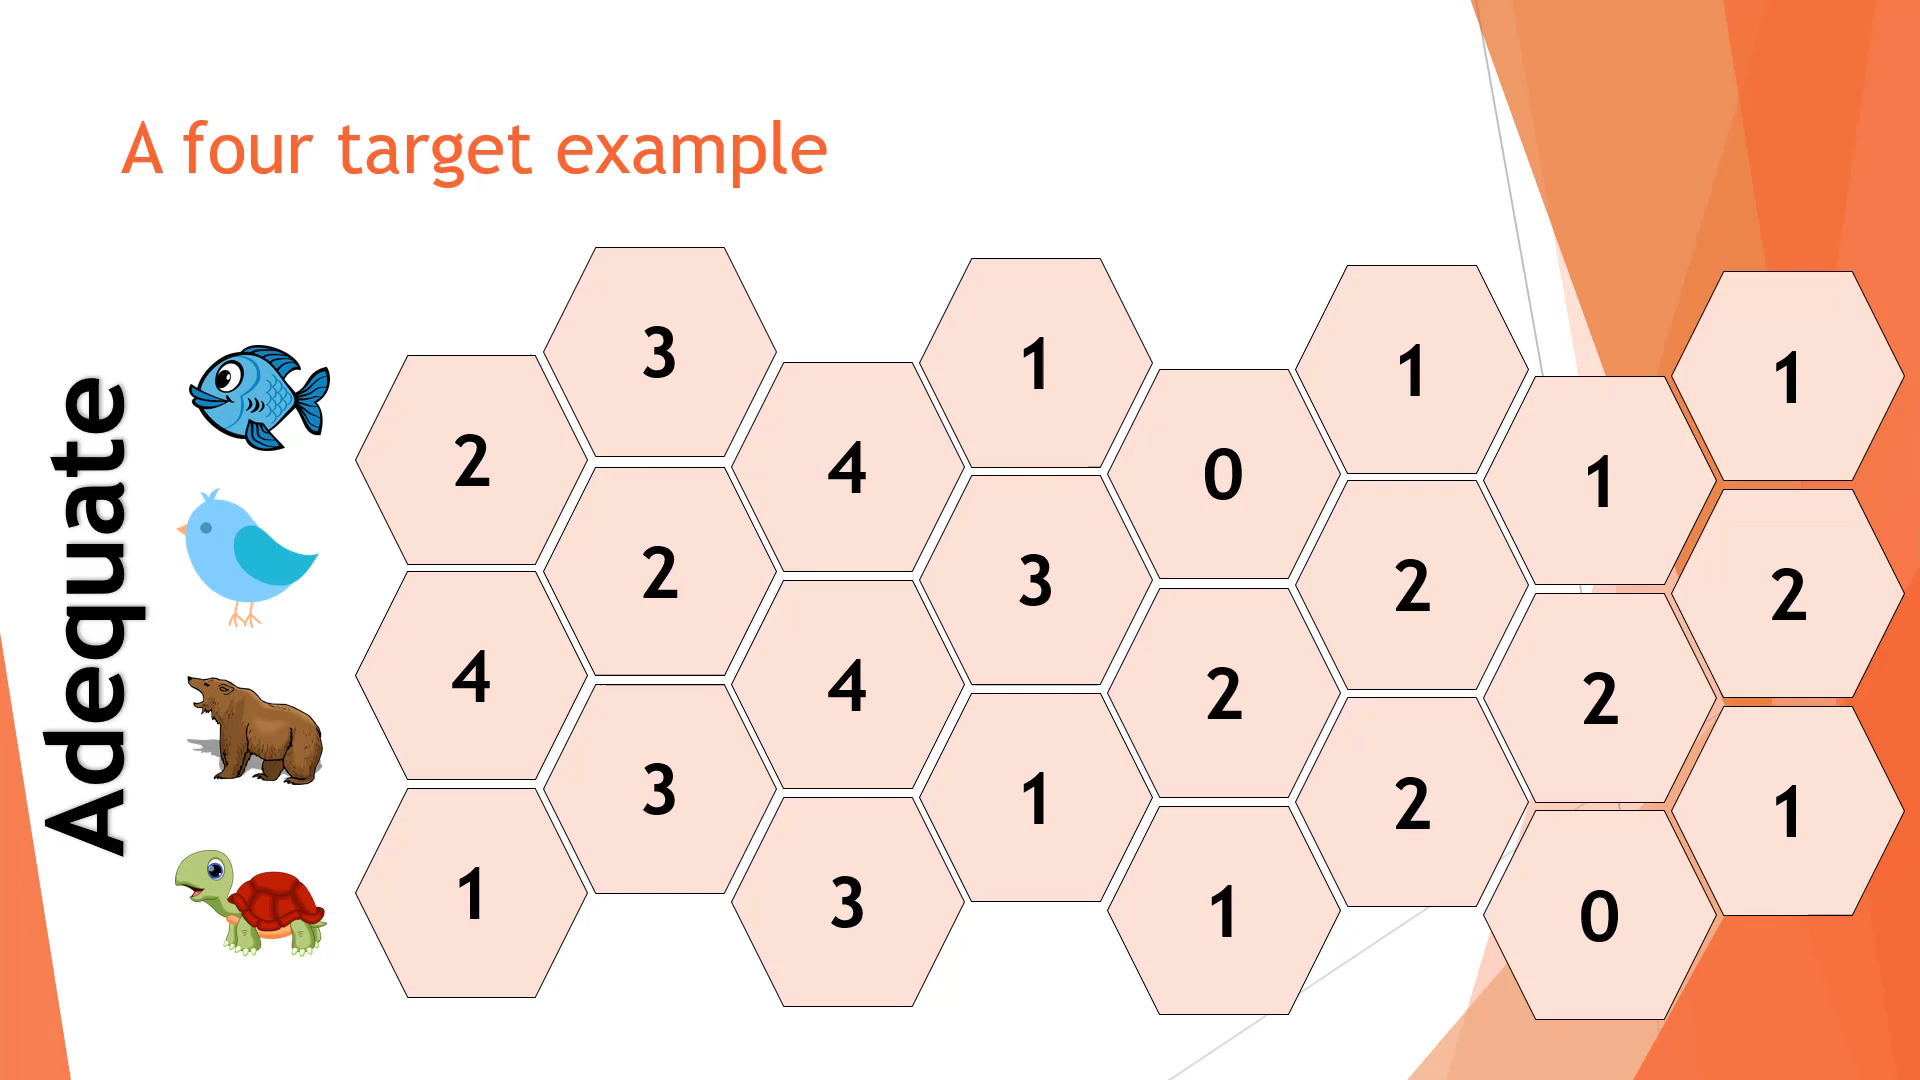 A four target example
Adequate
3 1 1 1
2 4 0 1
2 3 2 2
4 4 2 2
3 1 2 1
1 3 1 0